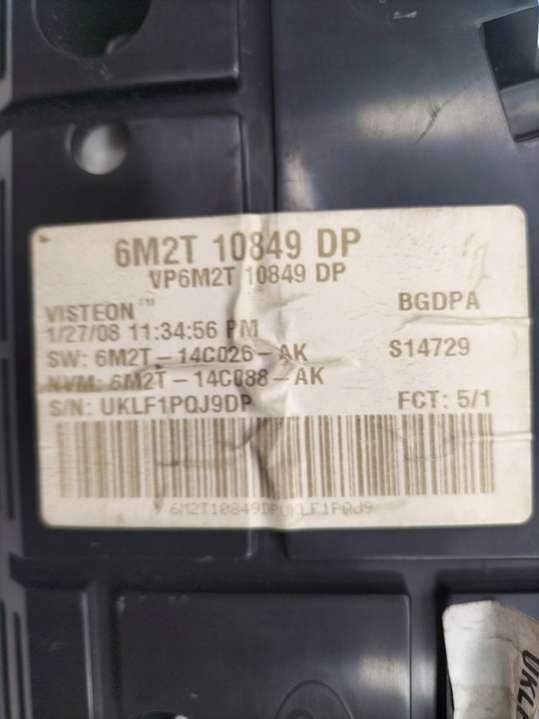 6M2T 10849 DP
VP6M2T 10849 DP
VISTEON™ BGDPA
1/27/08 11:34:56 PM
SW: 6M2T-14C026-AK S14729
NVM: 6M2T-14C088-AK
S/N: UKLF1PQJ9DP FCT: 5/1
6M2T10849DPUKLF1PQJ9
UKL